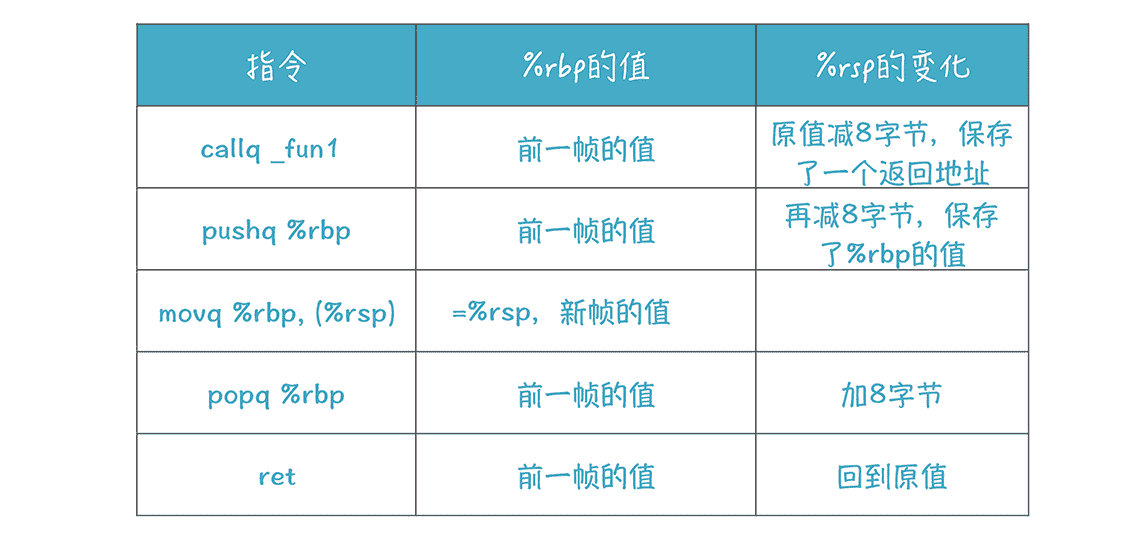 指令 %rbp的值 %rsp的变化
callq _fun1 前一帧的值 原值减8字节，保存
了一个返回地址
pushq %rbp 前一帧的值 再减8字节，保存
了%rbp的值
movq %rbp, (%rsp) =%rsp，新帧的值
popq %rbp 前一帧的值 加8字节
ret 前一帧的值 回到原值